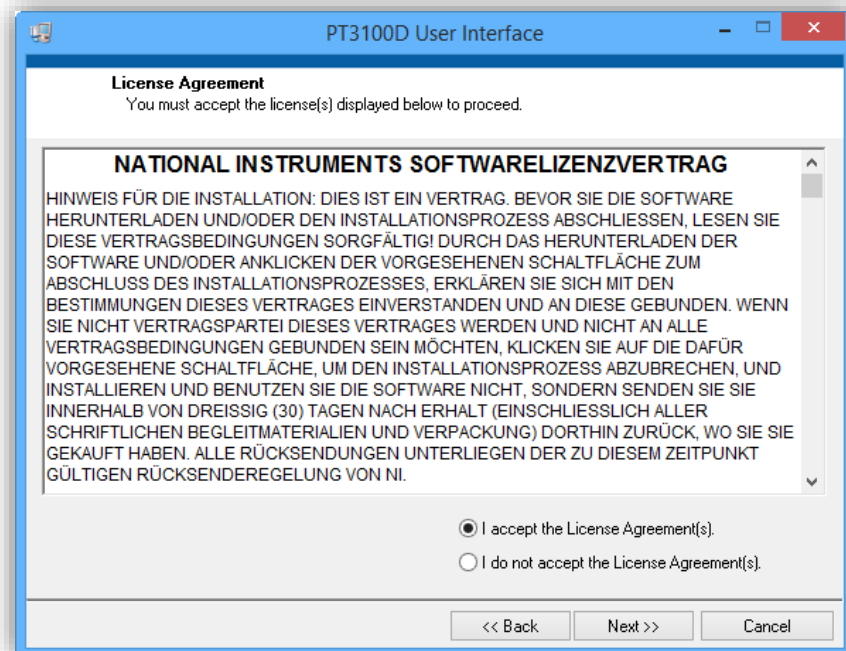 PT3100D User Interface
License Agreement
You must accept the license(s) displayed below to proceed.
NATIONAL INSTRUMENTS SOFTWARELIZENZVERTRAG
HINWEIS FÜR DIE INSTALLATION: DIES IST EIN VERTRAG. BEVOR SIE DIE SOFTWARE
HERUNTERLADEN UND/ODER DEN INSTALLATIONSPROZESS ABSCHLIESSEN, LESEN SIE
DIESE VERTRAGSBEDINGUNGEN SORGFÄLTIG! DURCH DAS HERUNTERLADEN DER
SOFTWARE UND/ODER ANKLICKEN DER VORGESEHENEN SCHALTFLÄCHE ZUM
ABSCHLUSS DES INSTALLATIONSPROZESSES, ERKLÄREN SIE SICH MIT DEN
BESTIMMUNGEN DIESES VERTRAGES EINVERSTANDEN UND AN DIESE GEBUNDEN. WENN
SIE NICHT VERTRAGSPARTEI DIESES VERTRAGES WERDEN UND NICHT AN ALLE
VERTRAGSBEDINGUNGEN GEBUNDEN SEIN MÖCHTEN, KLICKEN SIE AUF DIE DAFÜR
VORGESEHENE SCHALTFLÄCHE, UM DEN INSTALLATIONSPROZESS ABZUBRECHEN, UND
INSTALLIEREN UND BENUTZEN SIE DIE SOFTWARE NICHT, SONDERN SENDEN SIE SIE
INNERHALB VON DREISSIG (30) TAGEN NACH ERHALT (EINSCHLIESSLICH ALLER
SCHRIFTLICHEN BEGLEITMATERIALIEN UND VERPACKUNG) DORTHIN ZURÜCK, WO SIE SIE
GEKAUFT HABEN. ALLE RÜCKSENDUNGEN UNTERLIEGEN DER ZU DIESEM ZEITPUNKT
GÜLTIGEN RÜCKSENDEREGELUNG VON NI.
I accept the License Agreement(s).
I do not accept the License Agreement(s).
<< Back Next >> Cancel